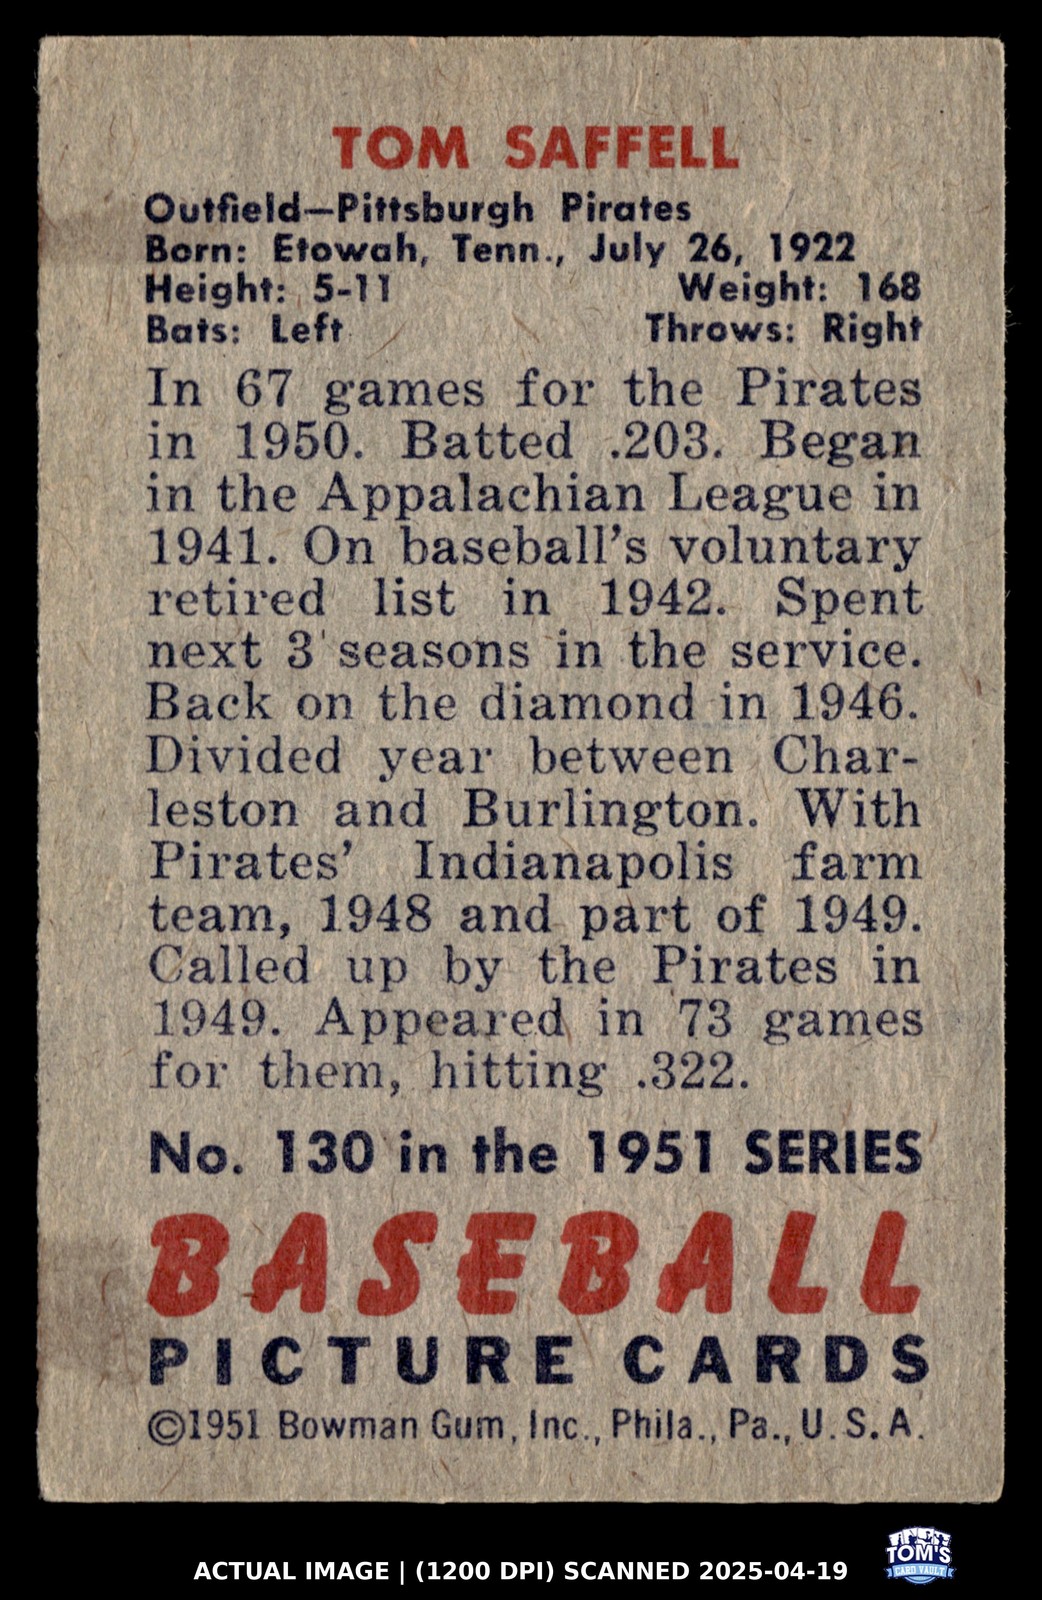 TOM SAFFELL
Outfield—Pittsburgh Pirates
Born: Etowah, Tenn., July 26, 1922
Height: 5-11 Weight: 168
Bats: Left Throws: Right
In 67 games for the Pirates
in 1950. Batted .203. Began
in the Appalachian League in
1941. On baseball's voluntary
retired list in 1942. Spent
next 3 seasons in the service.
Back on the diamond in 1946.
Divided year between Char-
leston and Burlington. With
Pirates' Indianapolis farm
team, 1948 and part of 1949.
Called up by the Pirates in
1949. Appeared in 73 games
for them, hitting .322.
No. 130 in the 1951 SERIES
BASEBALL
PICTURE CARDS
©1951 Bowman Gum, Inc., Phila., Pa., U.S.A.
ACTUAL IMAGE | (1200 DPI) SCANNED 2025-04-19
TOM'S
CARD VAULT